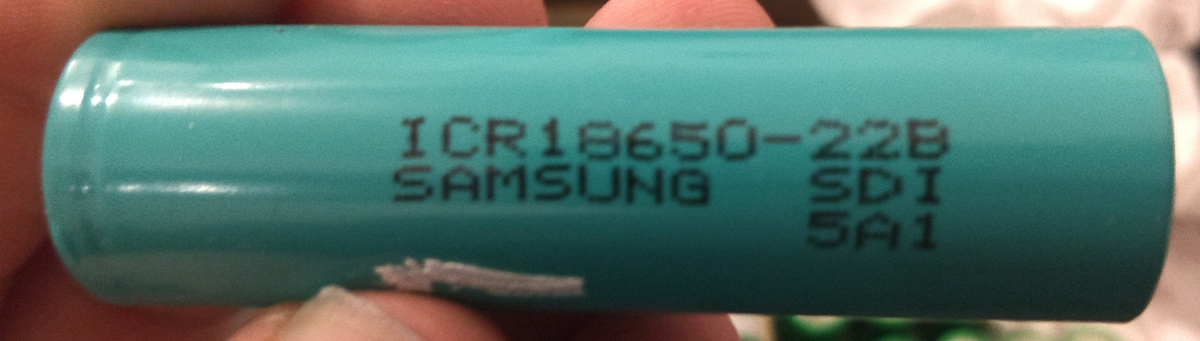 ICR18650-22B
SAMSUNG SDI
5A1